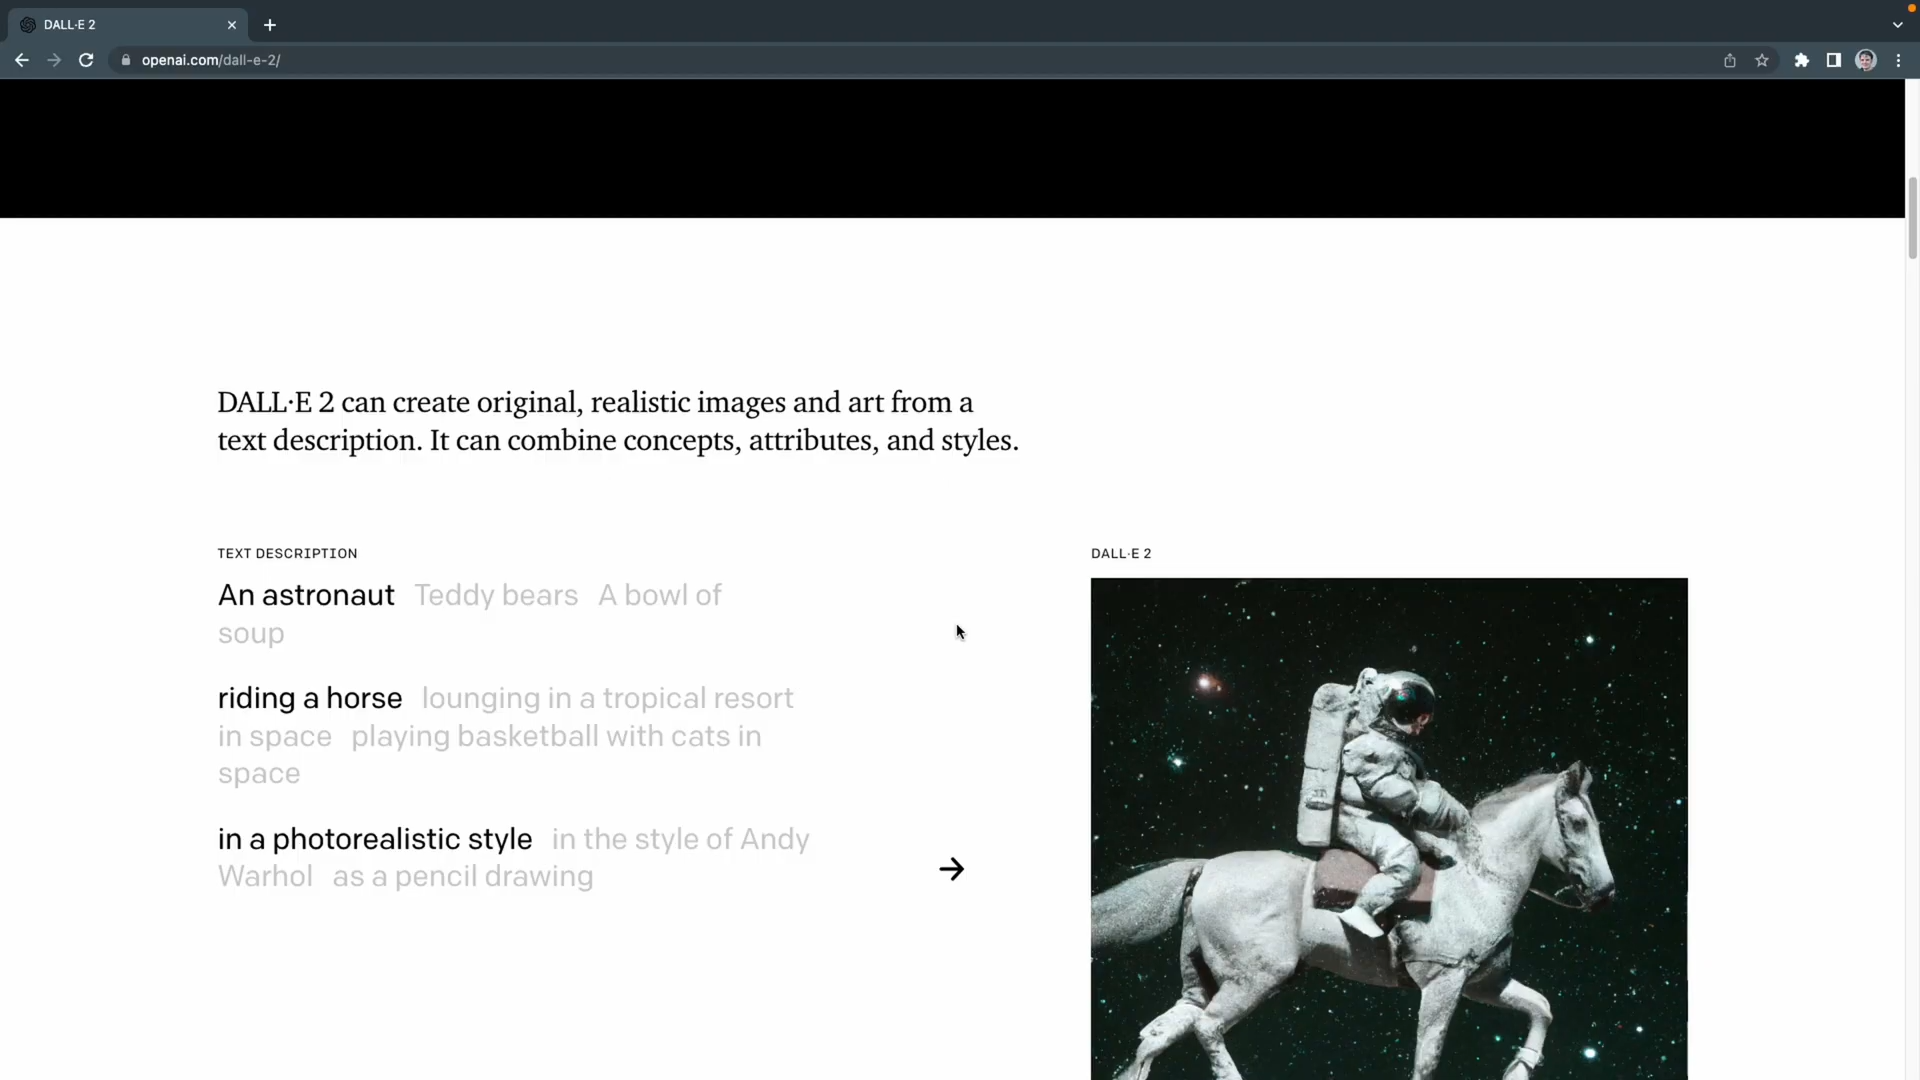 DALL·E 2
openai.com/dall-e-2/
DALL·E 2 can create original, realistic images and art from a
text description. It can combine concepts, attributes, and styles.
TEXT DESCRIPTION
An astronaut Teddy bears A bowl of
soup
riding a horse lounging in a tropical resort
in space playing basketball with cats in
space
in a photorealistic style in the style of Andy
Warhol as a pencil drawing
DALL·E 2